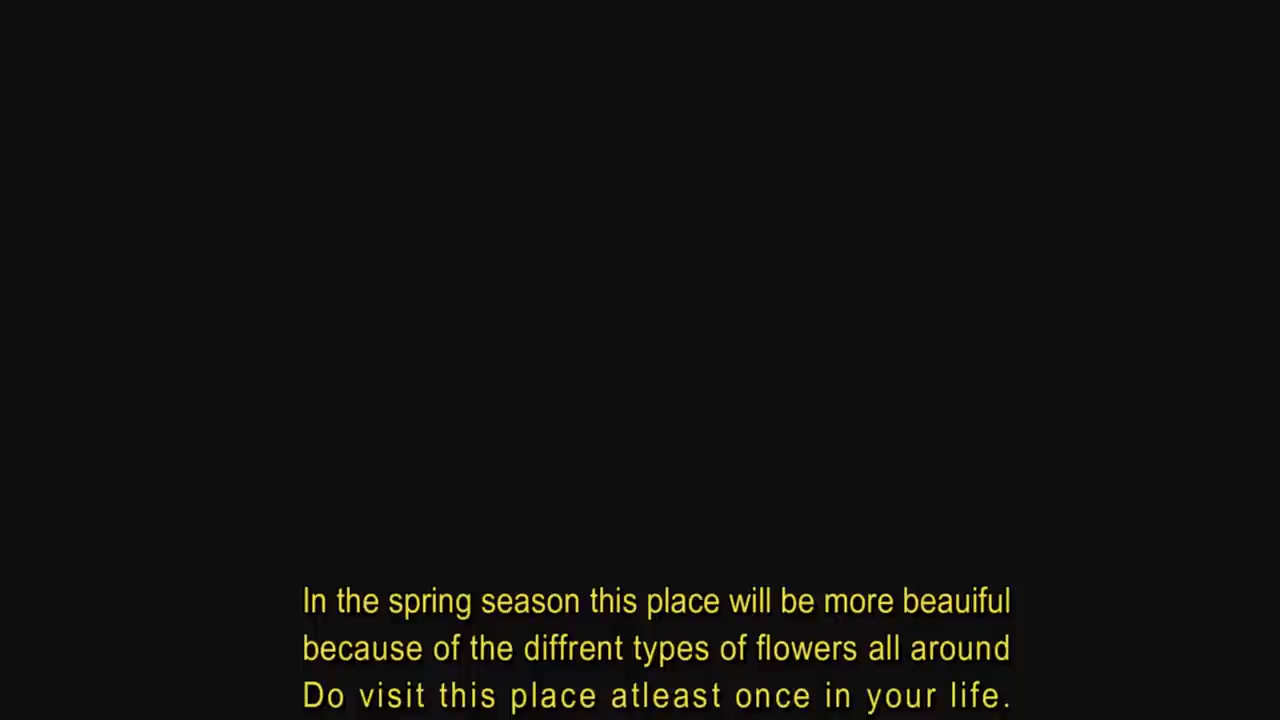 In the spring season this place will be more beauiful
because of the diffrent types of flowers all around
Do visit this place atleast once in your life.